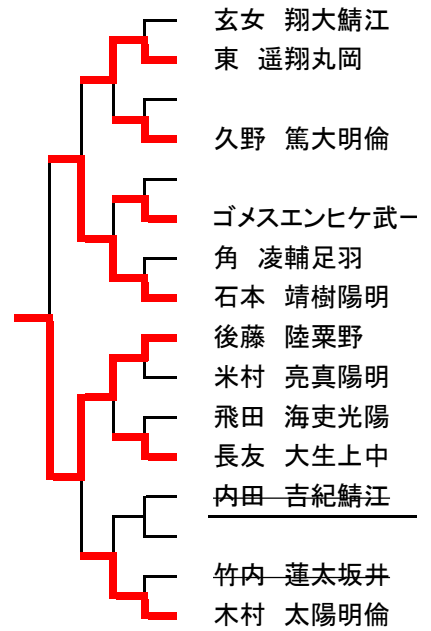 玄女 翔大鯖江
東 遥翔丸岡
久野 篤大明倫
ゴメスエンヒケ武一
角 凌輔足羽
石本 靖樹陽明
後藤 陸粟野
米村 亮真陽明
飛田 海吏光陽
長友 大生上中
内田 吉紀鯖江
竹内 蓮太坂井
木村 太陽明倫